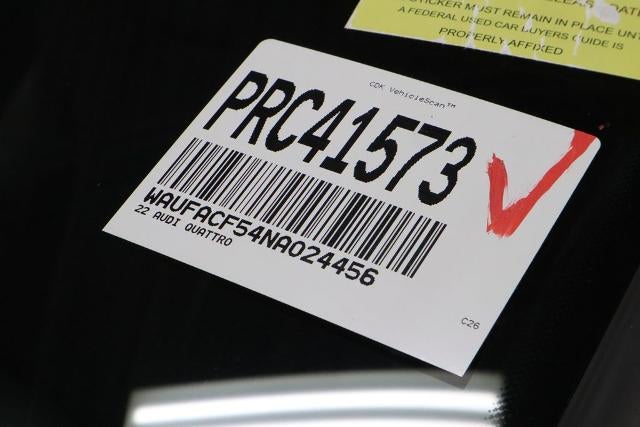 STICKER MUST REMAIN IN PLACE UNT
A FEDERAL USED CAR BUYERS GUIDE IS
PROPERLY AFFIXED
CDK VehicleScan™
PRC41573
WAUFACF54NA024456
22 AUDI QUATTRO
C26